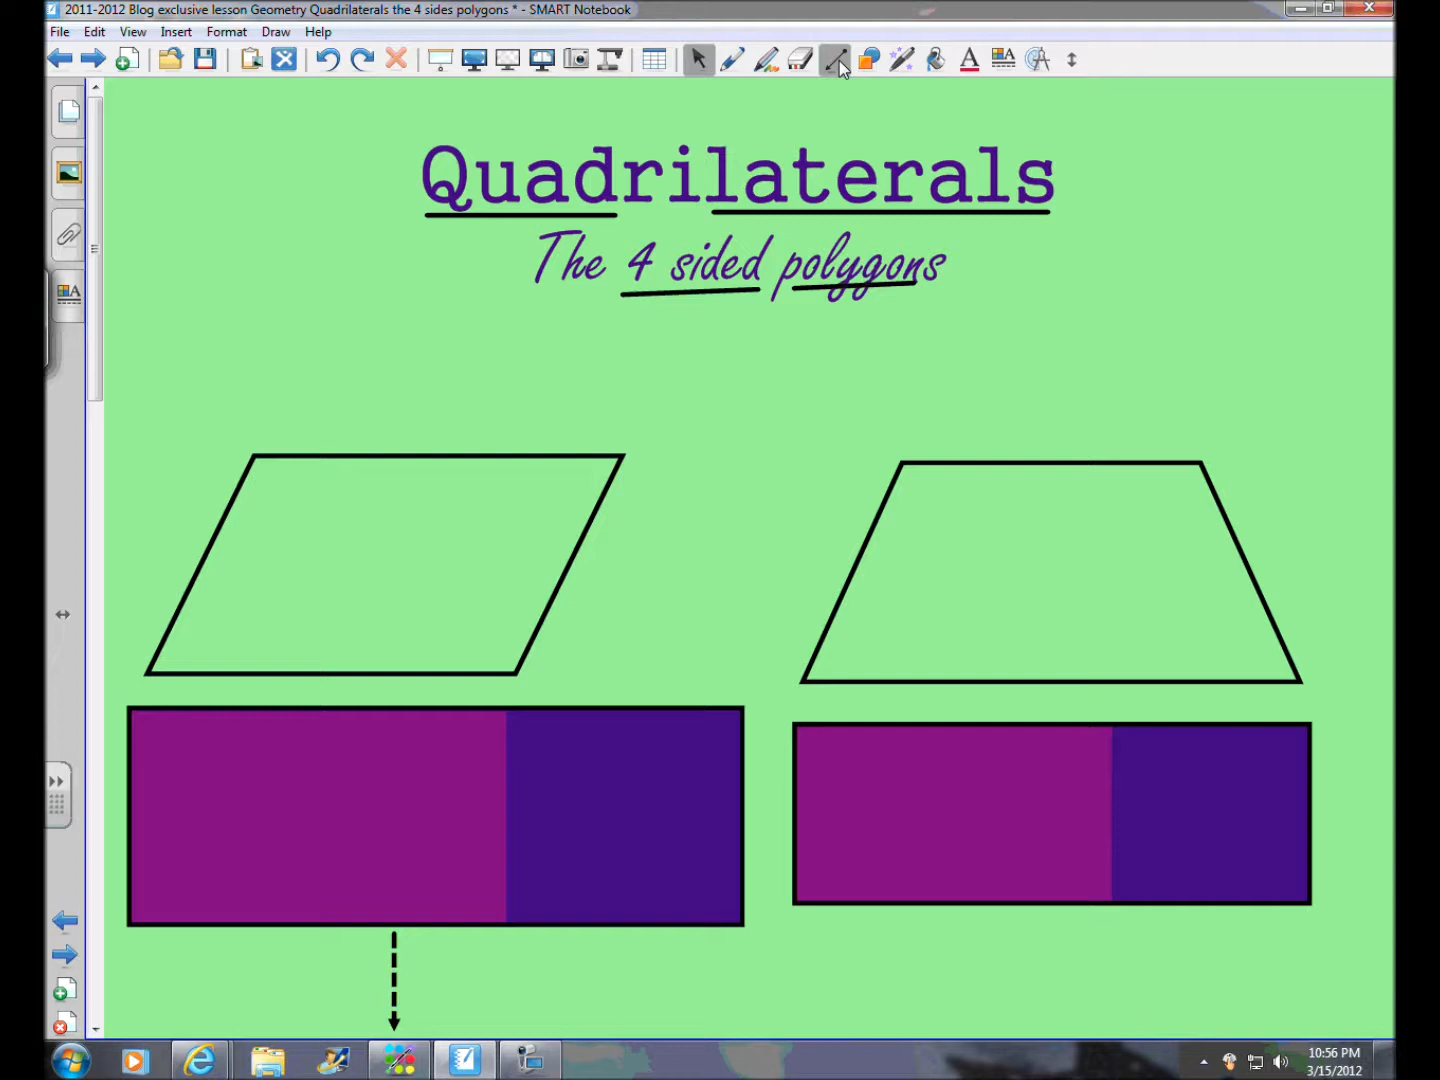 2011-2012 Blog exclusive lesson Geometry Quadrilaterals the 4 sides polygons * - SMART Notebook
File Edit View Insert Format Draw Help
Quadrilaterals
The 4 sided polygons
10:56 PM
3/15/2012